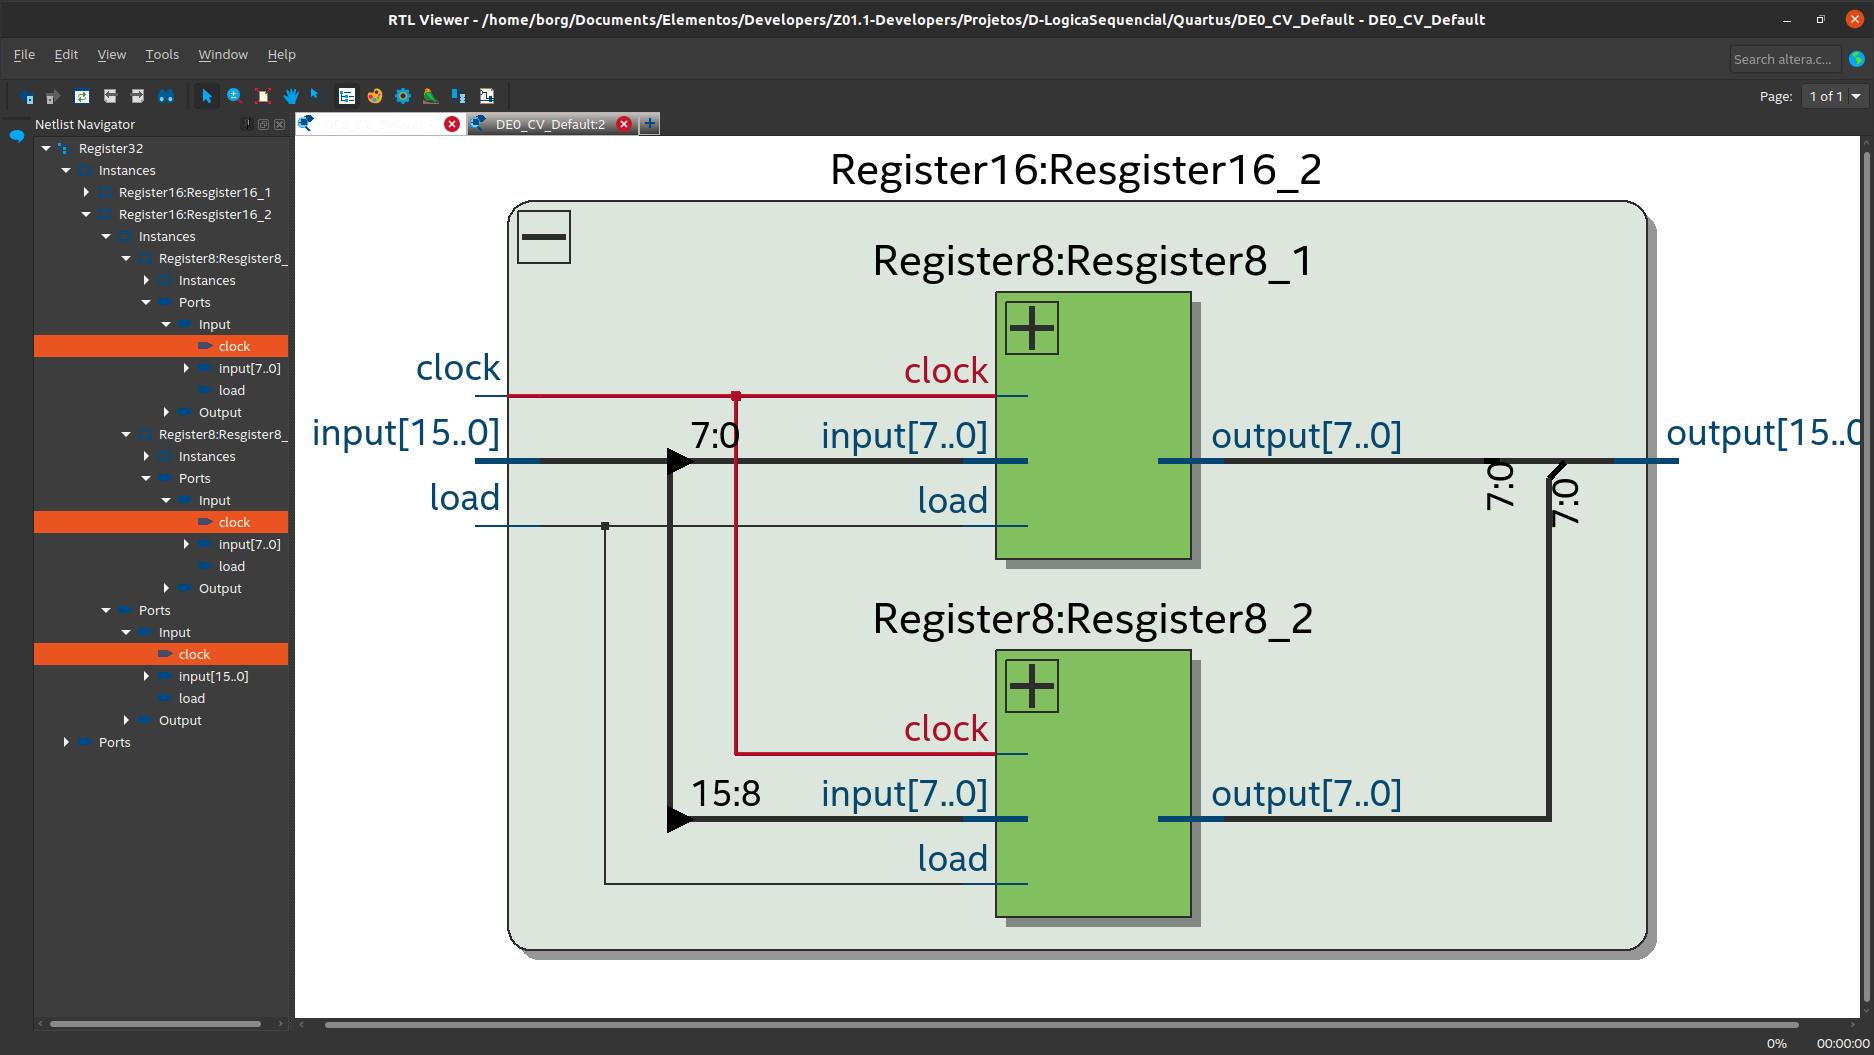 RTL Viewer - /home/borg/Documents/Elementos/Developers/Z01.1-Developers/Projetos/D-LogicaSequencial/Quartus/DE0_CV_Default - DE0_CV_Default
File Edit View Tools Window Help
Search altera.c...
Page: 1 of 1
Netlist Navigator
DE0_CV_Default:2
Register32
Instances
Register16:Resgister16_1
Register16:Resgister16_2
Instances
Register8:Resgister8_
Instances
Ports
Input
clock
input[7..0]
load
Output
Register8:Resgister8_
Instances
Ports
Input
clock
input[7..0]
load
Output
Ports
Input
clock
input[15..0]
load
Output
Ports
Register16:Resgister16_2
Register8:Resgister8_1
clock
clock
input[15..0]
7:0
input[7..0]
output[7..0]
output[15..0
load
load
7:0
7:0
Register8:Resgister8_2
clock
15:8
input[7..0]
output[7..0]
load
0% 00:00:00